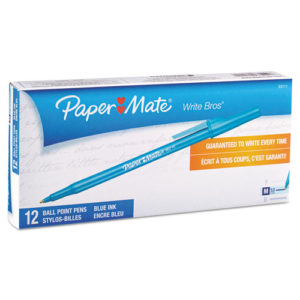 Paper Mate Write Bros®
GUARANTEED TO WRITE EVERY TIME
ÉCRIT À TOUS COUPS, C'EST GARANTI!
12 BALL POINT PENS
STYLOS-BILLES
BLUE INK
ENCRE BLEU
M